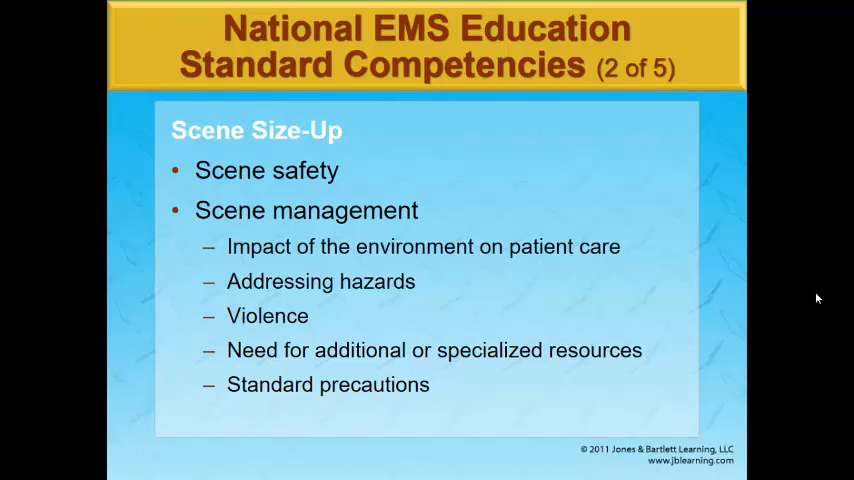 National EMS Education
Standard Competencies (2 of 5)
Scene Size-Up
• Scene safety
• Scene management
– Impact of the environment on patient care
– Addressing hazards
– Violence
– Need for additional or specialized resources
– Standard precautions
© 2011 Jones & Bartlett Learning, LLC
www.jblearning.com